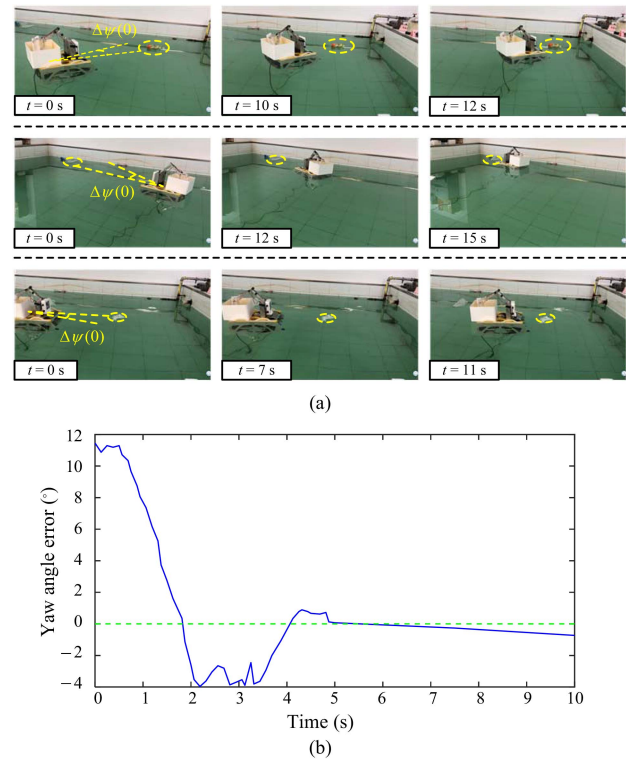 Δψ(0)
t = 0 s
t = 10 s
t = 12 s
Δψ(0)
t = 0 s
t = 12 s
t = 15 s
Δψ(0)
t = 0 s
t = 7 s
t = 11 s
(a)
12
10
8
6
4
2
0
−2
−4
Yaw angle error (°)
0 1 2 3 4 5 6 7 8 9 10
Time (s)
(b)